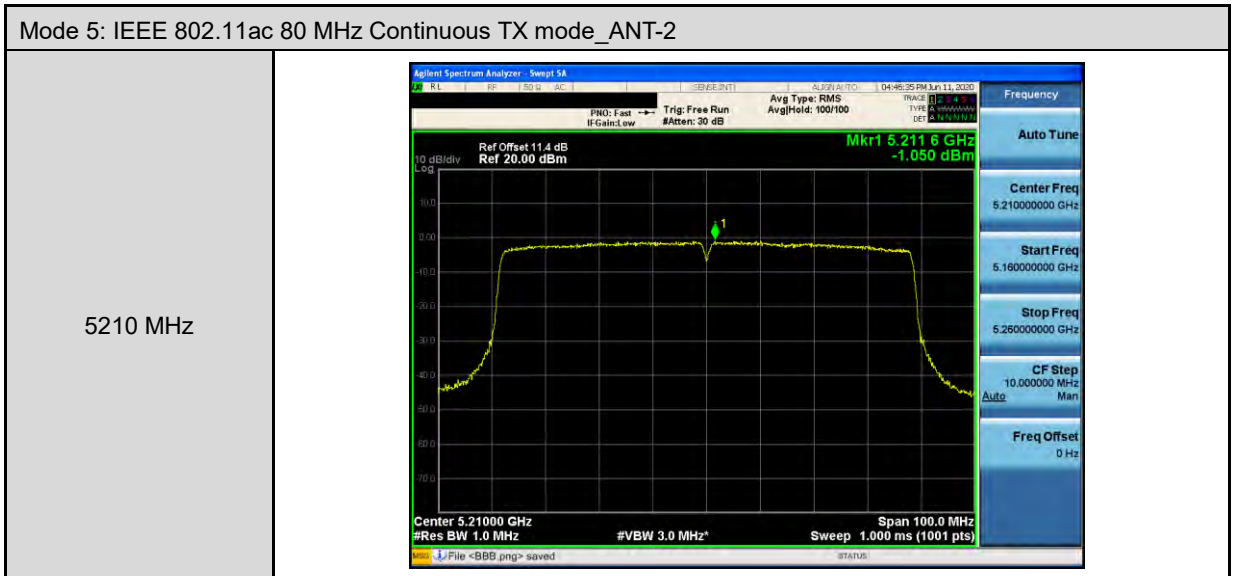 Mode 5: IEEE 802.11ac 80 MHz Continuous TX mode_ANT-2
5210 MHz
Agilent Spectrum Analyzer - Swept SA
RL RF 50 Ω AC SENSE:INT ALIGN AUTO 04:46:35 PM Jun 11, 2020
Frequency
PNO: Fast
IFGain:Low
Trig: Free Run
#Atten: 30 dB
Avg Type: RMS
Avg|Hold: 100/100
TRACE 1 2 3 4 5 6
TYPE A
DET A N N N N N
Auto Tune
Ref Offset 11.4 dB
10 dB/div Ref 20.00 dBm
Log
Mkr1 5.211 6 GHz
-1.050 dBm
Center Freq
5.210000000 GHz
Start Freq
5.160000000 GHz
Stop Freq
5.260000000 GHz
CF Step
10.000000 MHz
Auto Man
Freq Offset
0 Hz
1
10.0
0.00
-10.0
-20.0
-30.0
-40.0
-50.0
-60.0
-70.0
Center 5.21000 GHz Span 100.0 MHz
#Res BW 1.0 MHz #VBW 3.0 MHz* Sweep 1.000 ms (1001 pts)
MSG File <BBB.png> saved STATUS